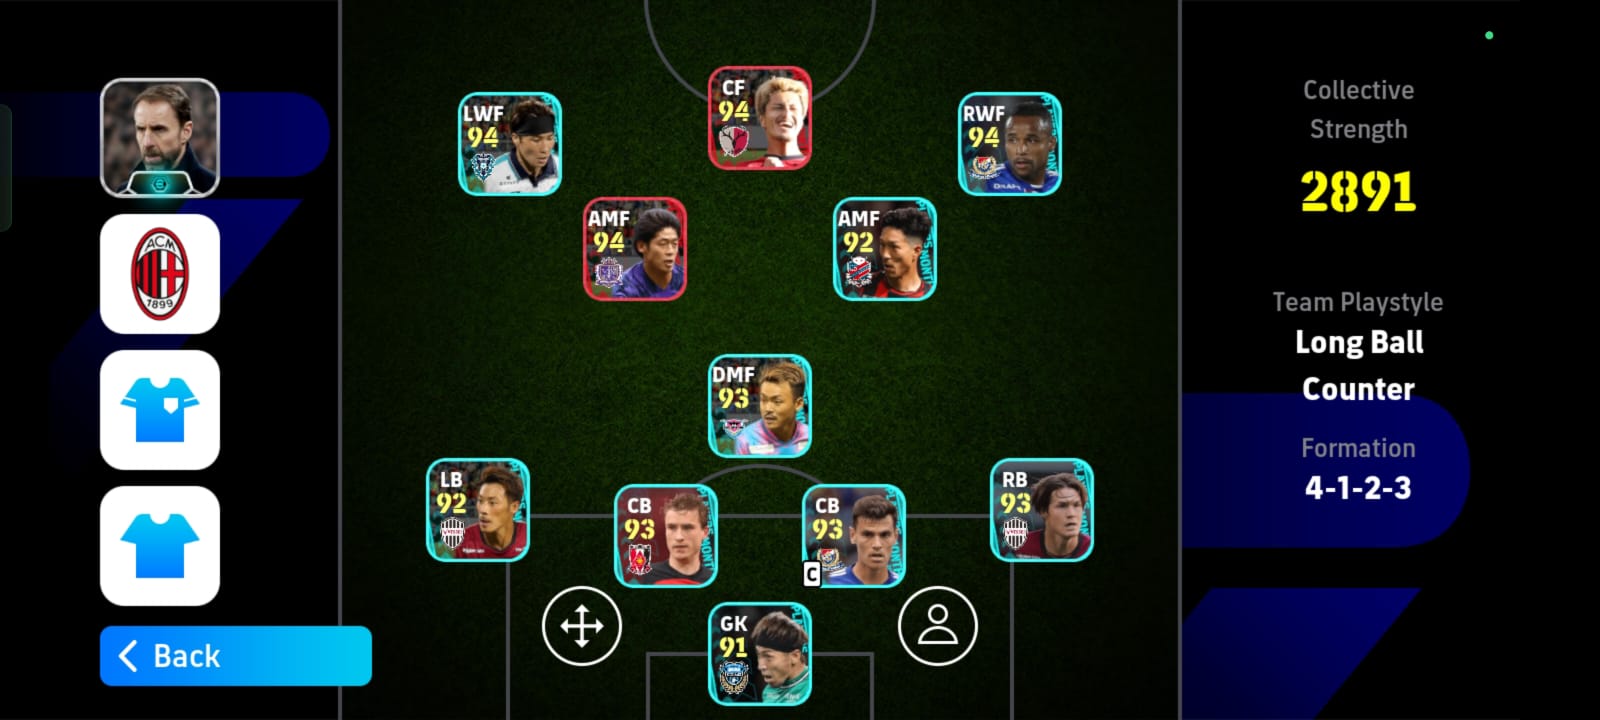 CF
94
LWF
94
RWF
94
AMF
94
AMF
92
DMF
93
LB
92
CB
93
CB
93
RB
93
C
GK
91
ACM
1899
Back
Collective
Strength
2891
Team Playstyle
Long Ball
Counter
Formation
4-1-2-3